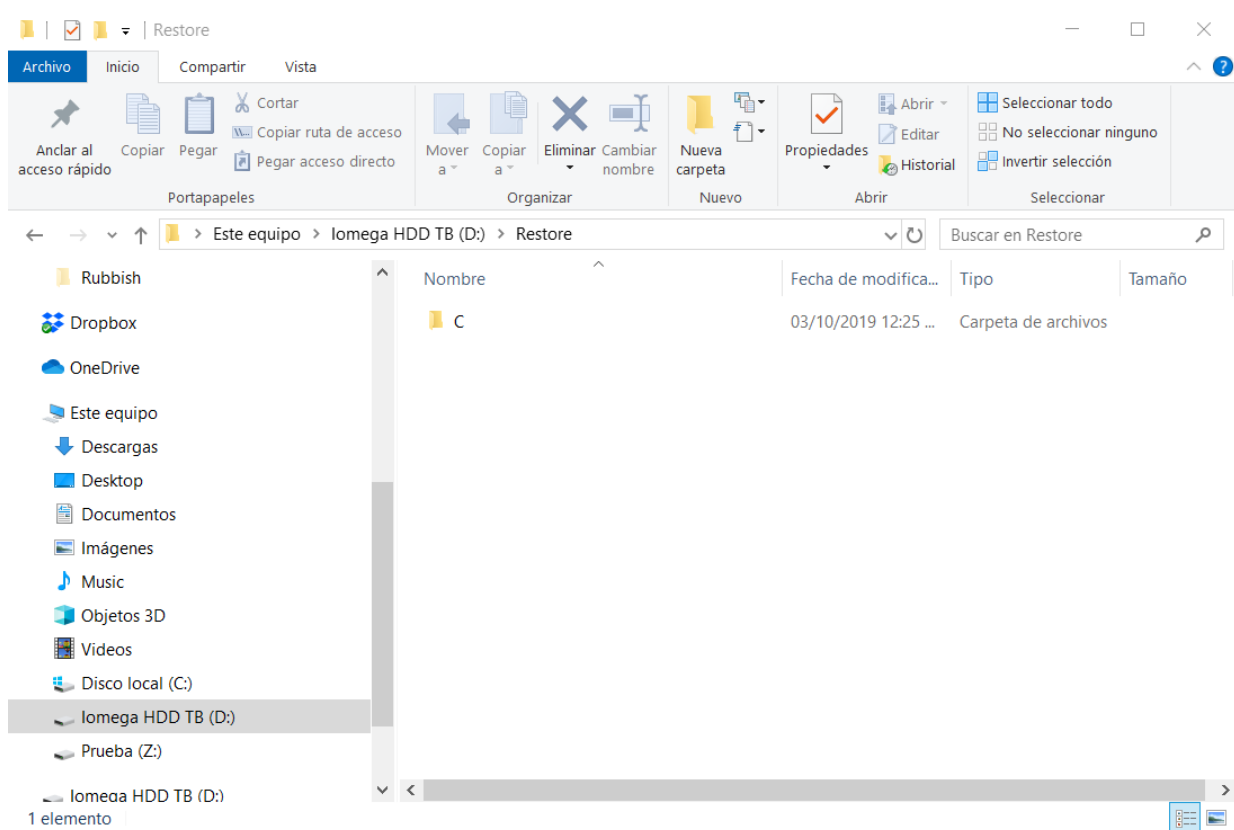 Restore
Archivo Inicio Compartir Vista
Anclar al acceso rápido
Copiar
Pegar
Cortar
Copiar ruta de acceso
Pegar acceso directo
Portapapeles
Mover a
Copiar a
Eliminar
Cambiar nombre
Organizar
Nueva carpeta
Nuevo
Propiedades
Abrir
Editar
Historial
Abrir
Seleccionar todo
No seleccionar ninguno
Invertir selección
Seleccionar
Este equipo > Iomega HDD TB (D:) > Restore
Buscar en Restore
Rubbish
Dropbox
OneDrive
Este equipo
Descargas
Desktop
Documentos
Imágenes
Music
Objetos 3D
Videos
Disco local (C:)
Iomega HDD TB (D:)
Prueba (Z:)
Iomega HDD TB (D:)
Nombre Fecha de modifica... Tipo Tamaño
C 03/10/2019 12:25 ... Carpeta de archivos
1 elemento